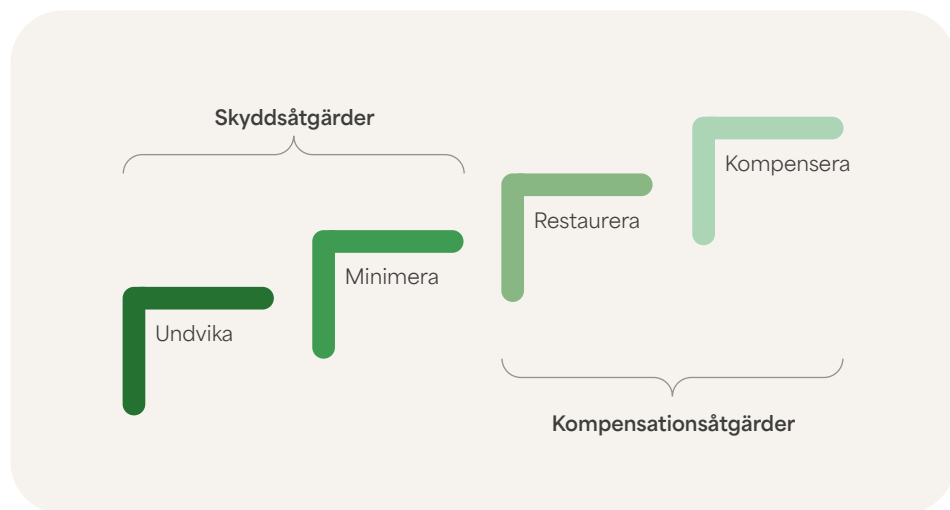 Skyddsåtgärder
Kompensera
Restaurera
Minimera
Undvika
Kompensationsåtgärder